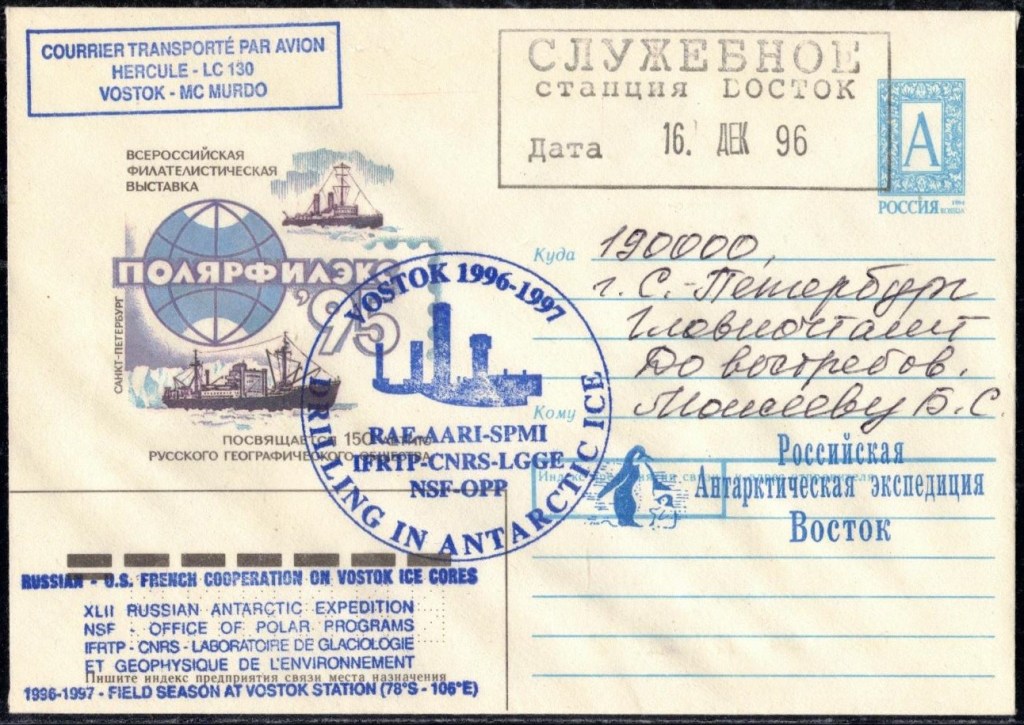 COURRIER TRANSPORTÉ PAR AVION
HERCULE - LC 130
VOSTOK - MC MURDO
СЛУЖЕБНОЕ
станция ВОСТОК
Дата 16. ДЕК 96
А
РОССИЯ
1994
ВСЕРОССИЙСКАЯ
ФИЛАТЕЛИСТИЧЕСКАЯ
ВЫСТАВКА
ПОЛЯРФИЛЭКС
'95
САНКТ-ПЕТЕРБУРГ
ПОСВЯЩАЕТСЯ 150-ЛЕТИЮ
РУССКОГО ГЕОГРАФИЧЕСКОГО ОБЩЕСТВА
VOSTOK 1996-1997
RAE-AARI-SPMI
IFRTP-CNRS-LGGE
NSF-OPP
DRILLING IN ANTARCTIC ICE
Куда 190000,
г. С.-Петербург
Главпочтамт
До востребов.
Кому Моисееву Б.С.
Российская
Антарктическая экспедиция
Восток
RUSSIAN - U.S. FRENCH COOPERATION ON VOSTOK ICE CORES
XLII RUSSIAN ANTARCTIC EXPEDITION
NSF - OFFICE OF POLAR PROGRAMS
IFRTP - CNRS - LABORATOIRE DE GLACIOLOGIE
ET GEOPHYSIQUE DE L'ENVIRONNEMENT
Пишите индекс предприятия связи места назначения
1996-1997 - FIELD SEASON AT VOSTOK STATION (78°S - 106°E)